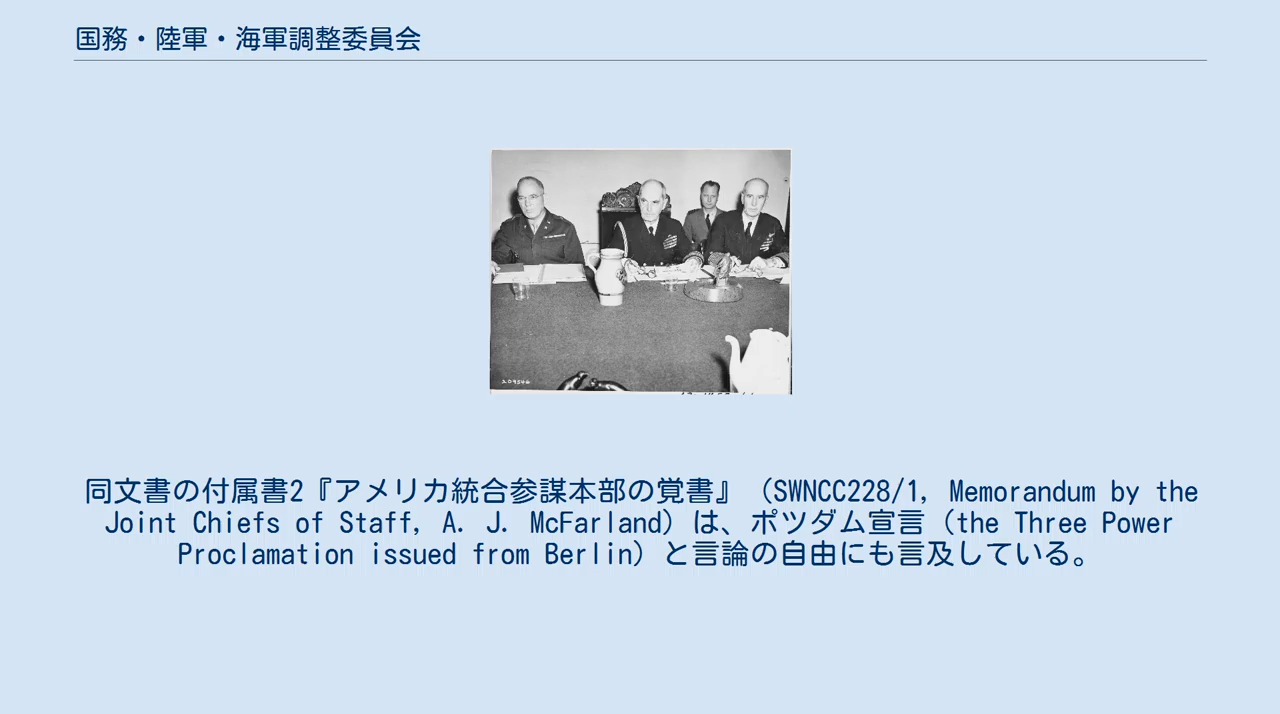 国務・陸軍・海軍調整委員会
209546
同文書の付属書2『アメリカ統合参謀本部の覚書』（SWNCC228/1, Memorandum by the
Joint Chiefs of Staff, A. J. McFarland）は、ポツダム宣言（the Three Power
Proclamation issued from Berlin）と言論の自由にも言及している。